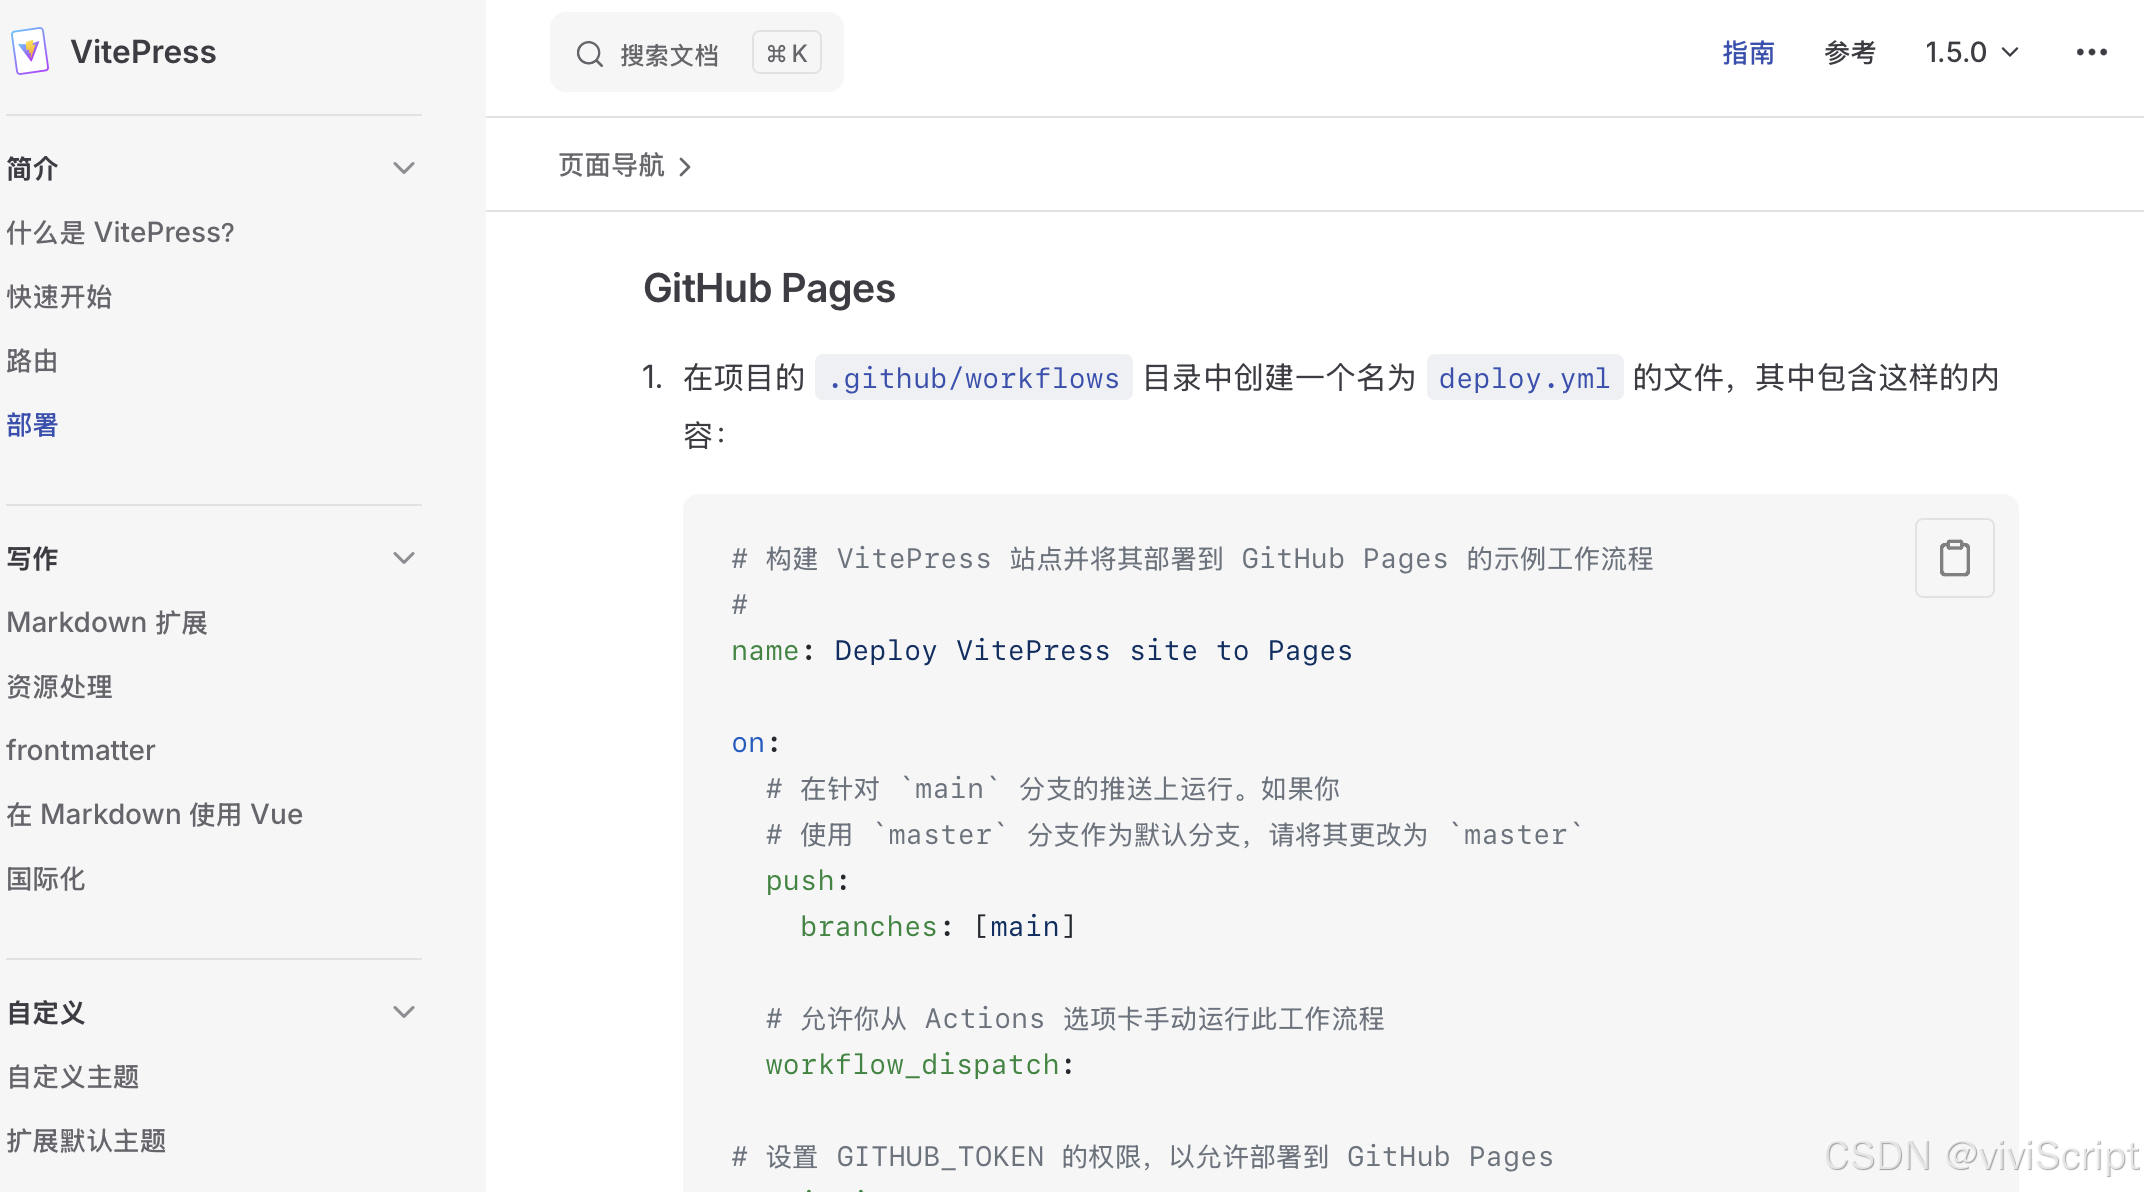 VitePress
搜索文档 ⌘ K
指南 参考 1.5.0
简介
什么是 VitePress?
快速开始
路由
部署
写作
Markdown 扩展
资源处理
frontmatter
在 Markdown 使用 Vue
国际化
自定义
自定义主题
扩展默认主题
页面导航
GitHub Pages
1. 在项目的 .github/workflows 目录中创建一个名为 deploy.yml 的文件，其中包含这样的内
容：
# 构建 VitePress 站点并将其部署到 GitHub Pages 的示例工作流程
#
name: Deploy VitePress site to Pages
on:
# 在针对 `main` 分支的推送上运行。如果你
# 使用 `master` 分支作为默认分支，请将其更改为 `master`
push:
branches: [main]
# 允许你从 Actions 选项卡手动运行此工作流程
workflow_dispatch:
# 设置 GITHUB_TOKEN 的权限，以允许部署到 GitHub Pages
CSDN @viviScript